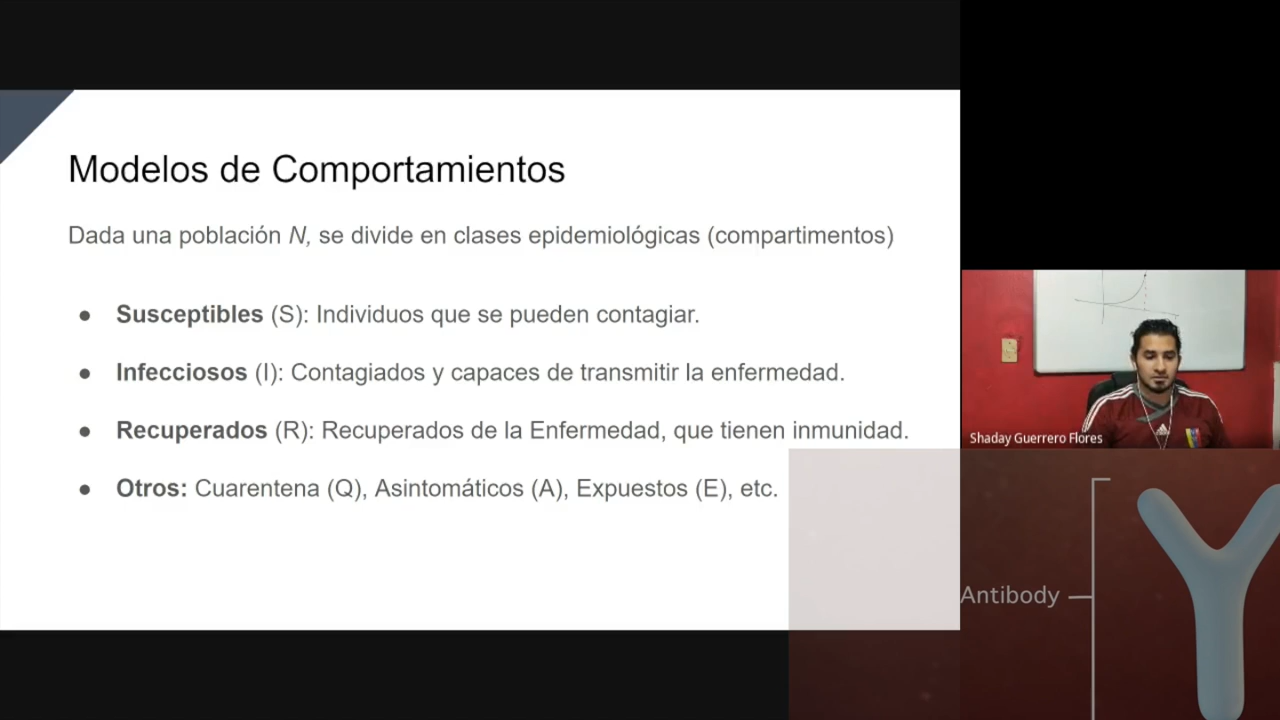 Modelos de Comportamientos
Dada una población N, se divide en clases epidemiológicas (compartimentos)
● Susceptibles (S): Individuos que se pueden contagiar.
● Infecciosos (I): Contagiados y capaces de transmitir la enfermedad.
● Recuperados (R): Recuperados de la Enfermedad, que tienen inmunidad.
● Otros: Cuarentena (Q), Asintomáticos (A), Expuestos (E), etc.
Shaday Guerrero Flores
Antibody